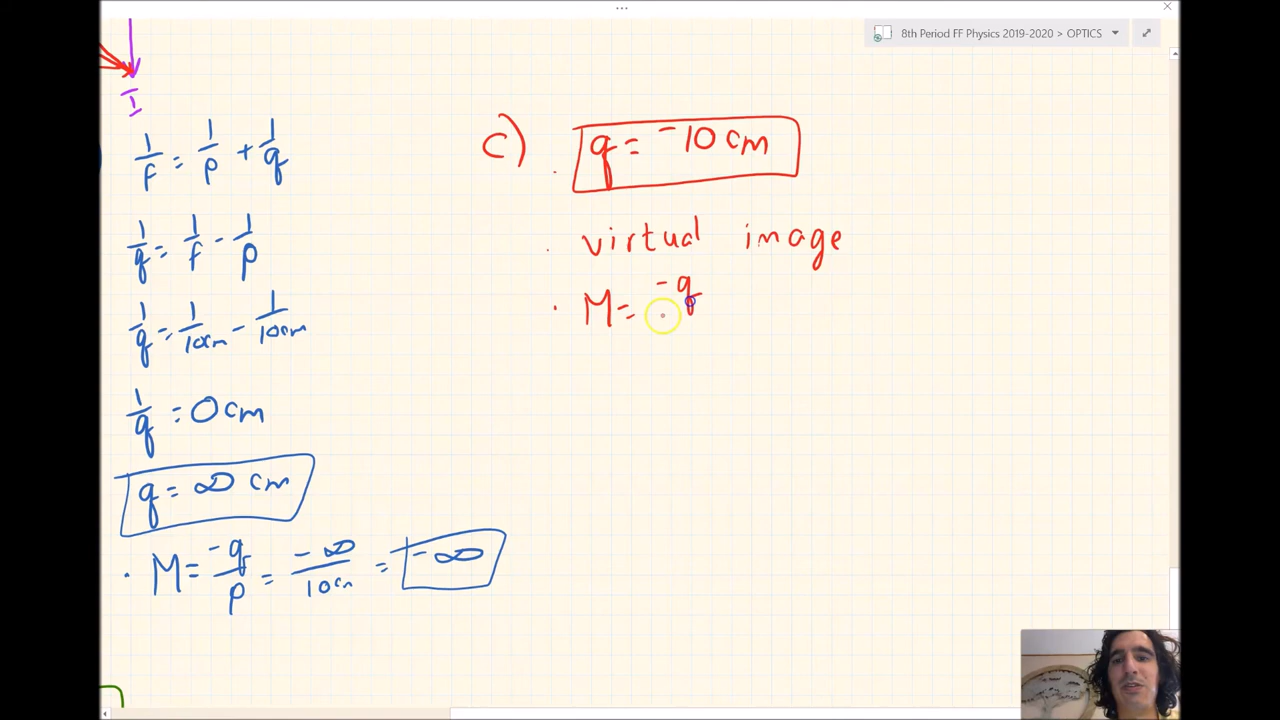 8th Period FF Physics 2019-2020 > OPTICS
I
1/f = 1/p + 1/q
1/q = 1/f - 1/p
1/q = 1/10cm - 1/10cm
1/q = 0 cm
q = ∞ cm
· M = -q/p = -∞/10cm = -∞
c)
· q = -10 cm
· virtual image
· M = -q